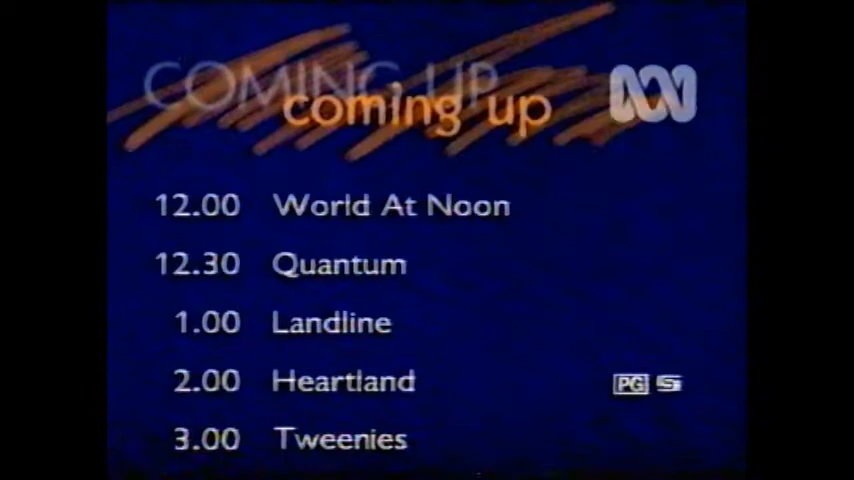 COMING UP
coming up
12.00 World At Noon
12.30 Quantum
1.00 Landline
2.00 Heartland PG S
3.00 Tweenies